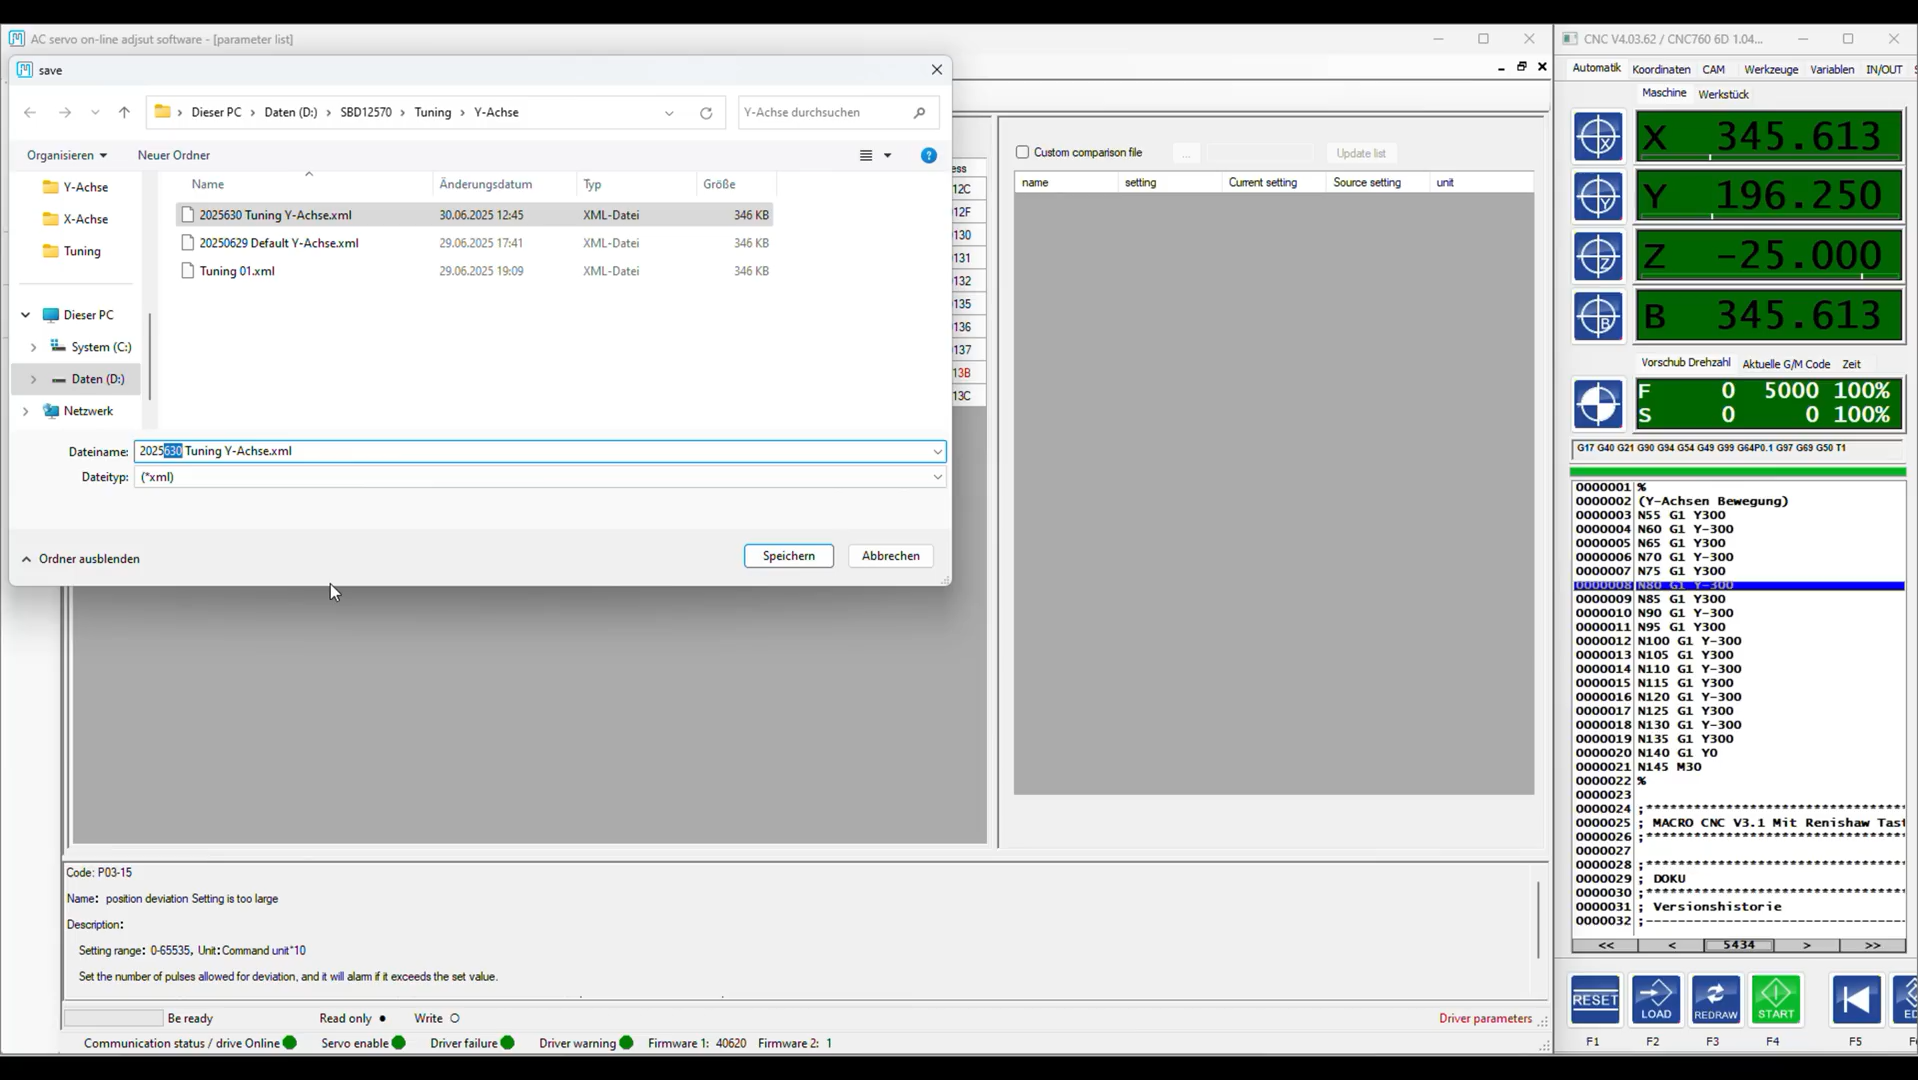 AC servo on-line adjsut software - [parameter list]
save
Dieser PC > Daten (D:) > SBD12570 > Tuning > Y-Achse
Y-Achse durchsuchen
Organisieren
Neuer Ordner
Name
Änderungsdatum
Typ
Größe
Y-Achse
X-Achse
Tuning
Dieser PC
System (C:)
Daten (D:)
Netzwerk
2025630 Tuning Y-Achse.xml 30.06.2025 12:45 XML-Datei 346 KB
20250629 Default Y-Achse.xml 29.06.2025 17:41 XML-Datei 346 KB
Tuning 01.xml 29.06.2025 19:09 XML-Datei 346 KB
Dateiname: 2025630 Tuning Y-Achse.xml
Dateityp: (*xml)
Ordner ausblenden
Speichern
Abbrechen
ess
12C
12F
130
131
132
135
136
137
13B
13C
Custom comparison file
...
Update list
name
setting
Current setting
Source setting
unit
Code: P03-15
Name: position deviation Setting is too large
Description:
Setting range: 0-65535, Unit:Command unit*10
Set the number of pulses allowed for deviation, and it will alarm if it exceeds the set value.
Be ready
Read only
Write
Driver parameters
Communication status / drive Online
Servo enable
Driver failure
Driver warning
Firmware 1: 40620
Firmware 2: 1
CNC V4.03.62 / CNC760 6D 1.04...
Automatik
Koordinaten
CAM
Werkzeuge
Variablen
IN/OUT
Maschine
Werkstück
X 345.613
Y 196.250
Z -25.000
B 345.613
Vorschub Drehzahl
Aktuelle G/M Code
Zeit
F 0 5000 100%
S 0 0 100%
G17 G40 G21 G90 G94 G54 G49 G99 G64P0.1 G97 G69 G50 T1
0000001 %
0000002 (Y-Achsen Bewegung)
0000003 N55 G1 Y300
0000004 N60 G1 Y-300
0000005 N65 G1 Y300
0000006 N70 G1 Y-300
0000007 N75 G1 Y300
0000008 N80 G1 Y-300
0000009 N85 G1 Y300
0000010 N90 G1 Y-300
0000011 N95 G1 Y300
0000012 N100 G1 Y-300
0000013 N105 G1 Y300
0000014 N110 G1 Y-300
0000015 N115 G1 Y300
0000016 N120 G1 Y-300
0000017 N125 G1 Y300
0000018 N130 G1 Y-300
0000019 N135 G1 Y300
0000020 N140 G1 Y0
0000021 N145 M30
0000022 %
0000023
0000024 ;***********************************
0000025 ; MACRO CNC V3.1 Mit Renishaw
0000026 ;***********************************
0000027
0000028 ;***********************************
0000029 ; DOKU
0000030 ;***********************************
0000031 ; Versionshistorie
0000032 ;-----------------------------------
<<
<
5434
>
>>
RESET
LOAD
REDRAW
START
F1
F2
F3
F4
F5